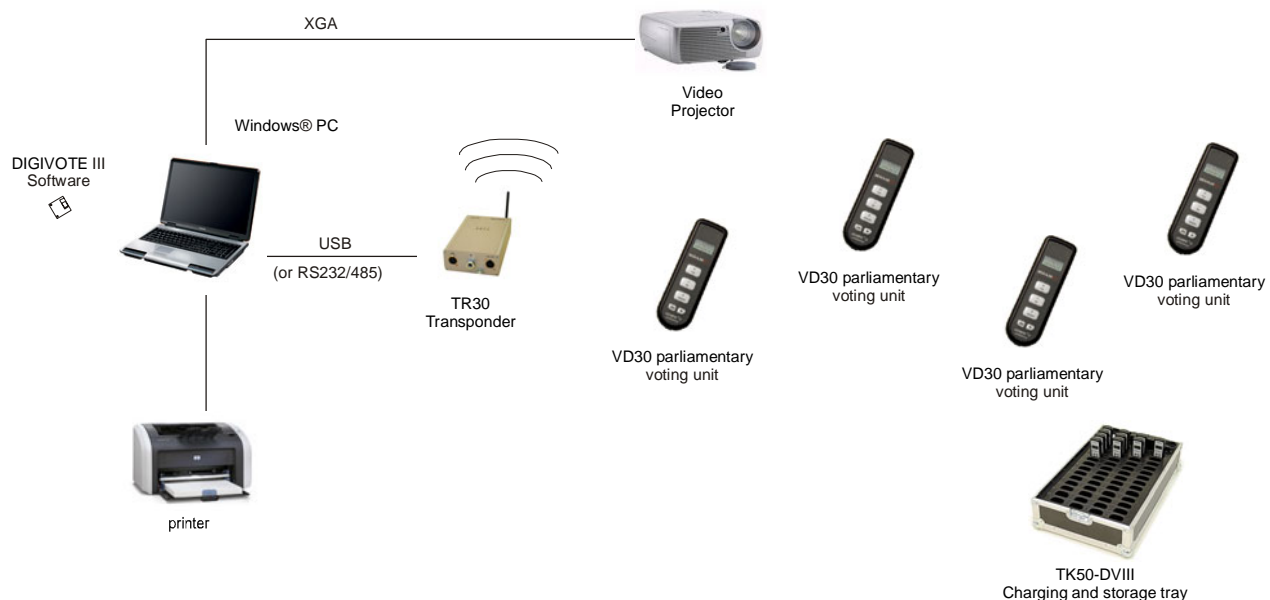 XGA
Video
Projector
Windows® PC
DIGIVOTE III
Software
USB
(or RS232/485)
TR30
Transponder
VD30 parliamentary
voting unit
VD30 parliamentary
voting unit
VD30 parliamentary
voting unit
VD30 parliamentary
voting unit
printer
TK50-DVIII
Charging and storage tray